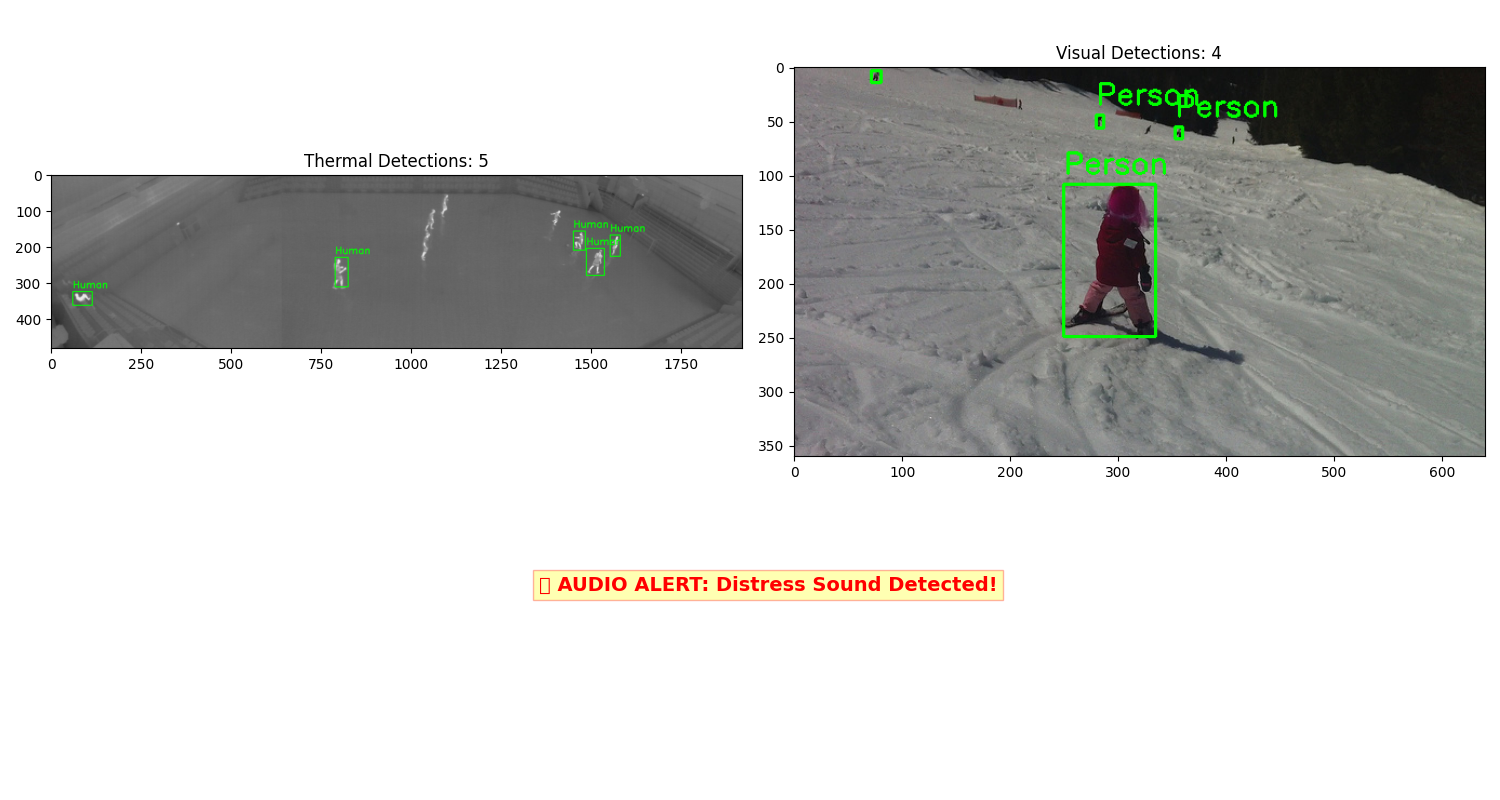 Thermal Detections: 5
0
100
200
300
400
0
250
500
750
1000
1250
1500
1750
Human
Human
Human
Human
Human
Visual Detections: 4
0
50
100
150
200
250
300
350
0
100
200
300
400
500
600
Person
Person
Person
AUDIO ALERT: Distress Sound Detected!